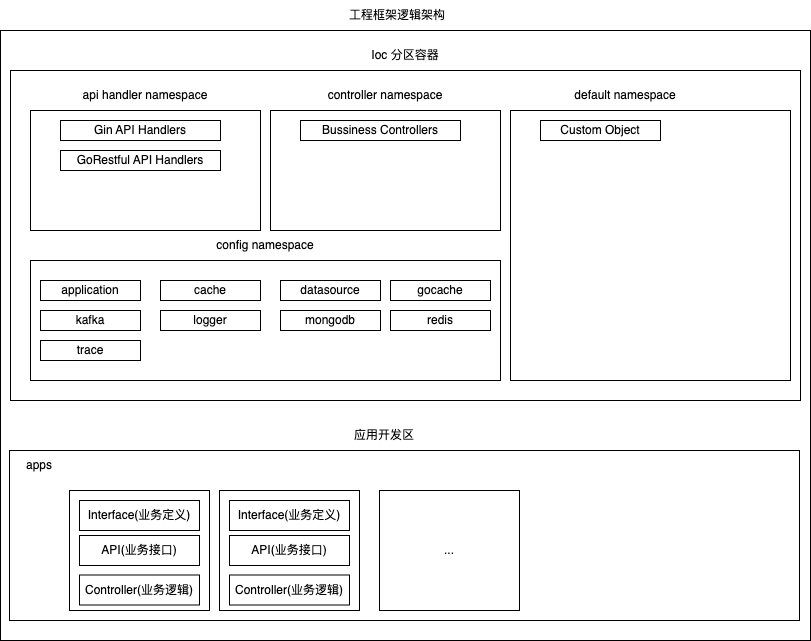 工程框架逻辑架构
Ioc 分区容器
api handler namespace
controller namespace
default namespace
Gin API Handlers
GoRestful API Handlers
Bussiness Controllers
Custom Object
config namespace
application
cache
datasource
gocache
kafka
logger
mongodb
redis
trace
应用开发区
apps
Interface(业务定义)
API(业务接口)
Controller(业务逻辑)
Interface(业务定义)
API(业务接口)
Controller(业务逻辑)
...